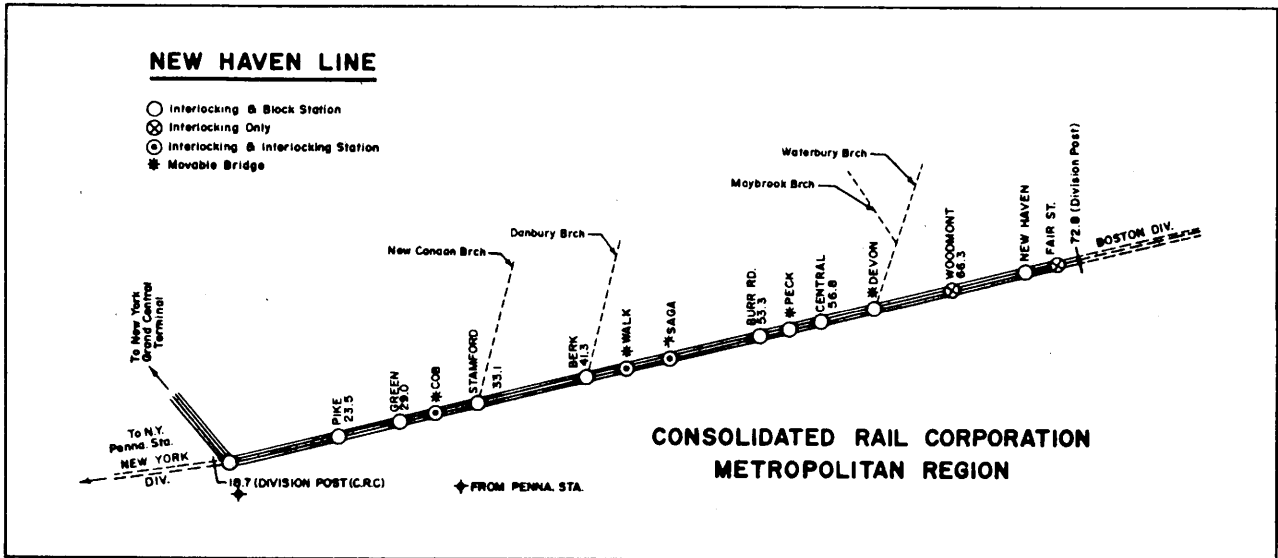 NEW HAVEN LINE
Interlocking & Block Station
Interlocking Only
Interlocking & Interlocking Station
Movable Bridge
To New York
Grand Central
Terminal
To N.Y.
Penna. Sta.
NEW YORK
DIV.
18.7 (DIVISION POST (C.R.C)
FROM PENNA. STA.
PIKE
23.5
GREEN
29.0
COB
STAMFORD
33.1
New Canaan Brch
BERK
41.3
Danbury Brch
WALK
SAGA
BURR RD.
53.3
PECK
CENTRAL
56.8
DEVON
Maybrook Brch
Waterbury Brch
WOODMONT
66.3
NEW HAVEN
FAIR ST.
72.8 (Division Post)
BOSTON DIV.
CONSOLIDATED RAIL CORPORATION
METROPOLITAN REGION